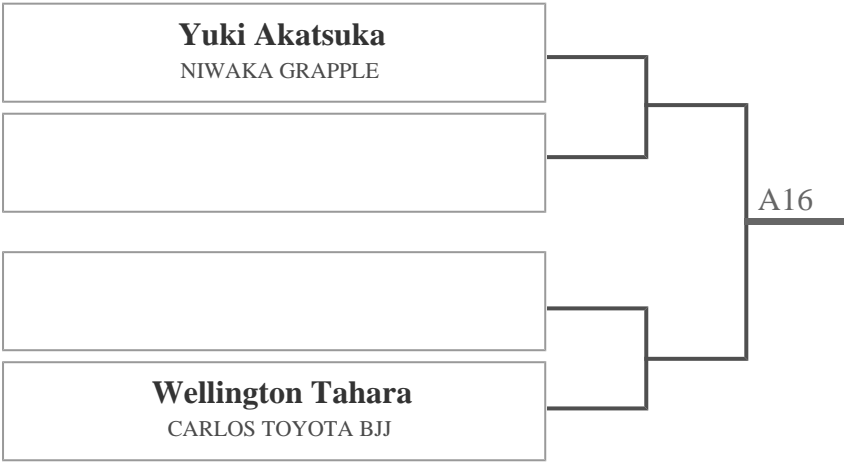 Yuki Akatsuka
NIWAKA GRAPPLE
A16
Wellington Tahara
CARLOS TOYOTA BJJ